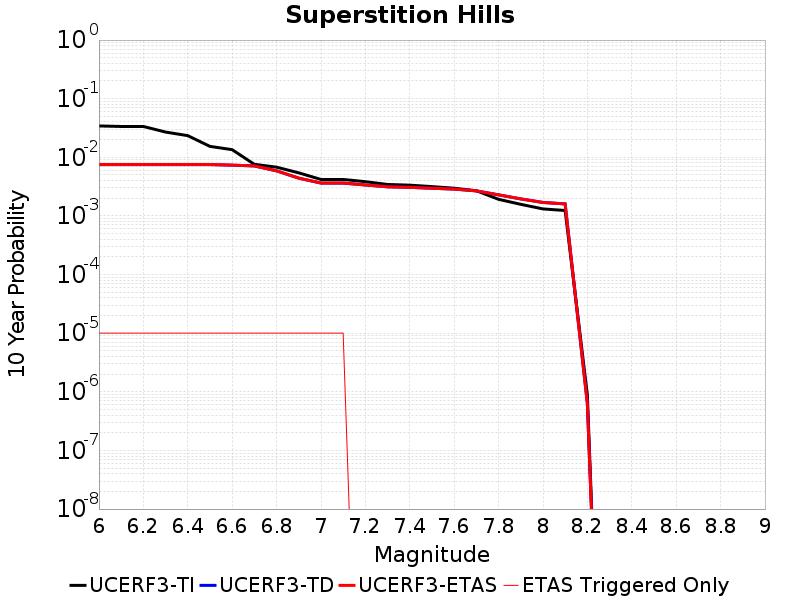 Superstition Hills
10 Year Probability
10^0
10^-1
10^-2
10^-3
10^-4
10^-5
10^-6
10^-7
10^-8
6 6.2 6.4 6.6 6.8 7 7.2 7.4 7.6 7.8 8 8.2 8.4 8.6 8.8 9
Magnitude
UCERF3-TI UCERF3-TD UCERF3-ETAS ETAS Triggered Only